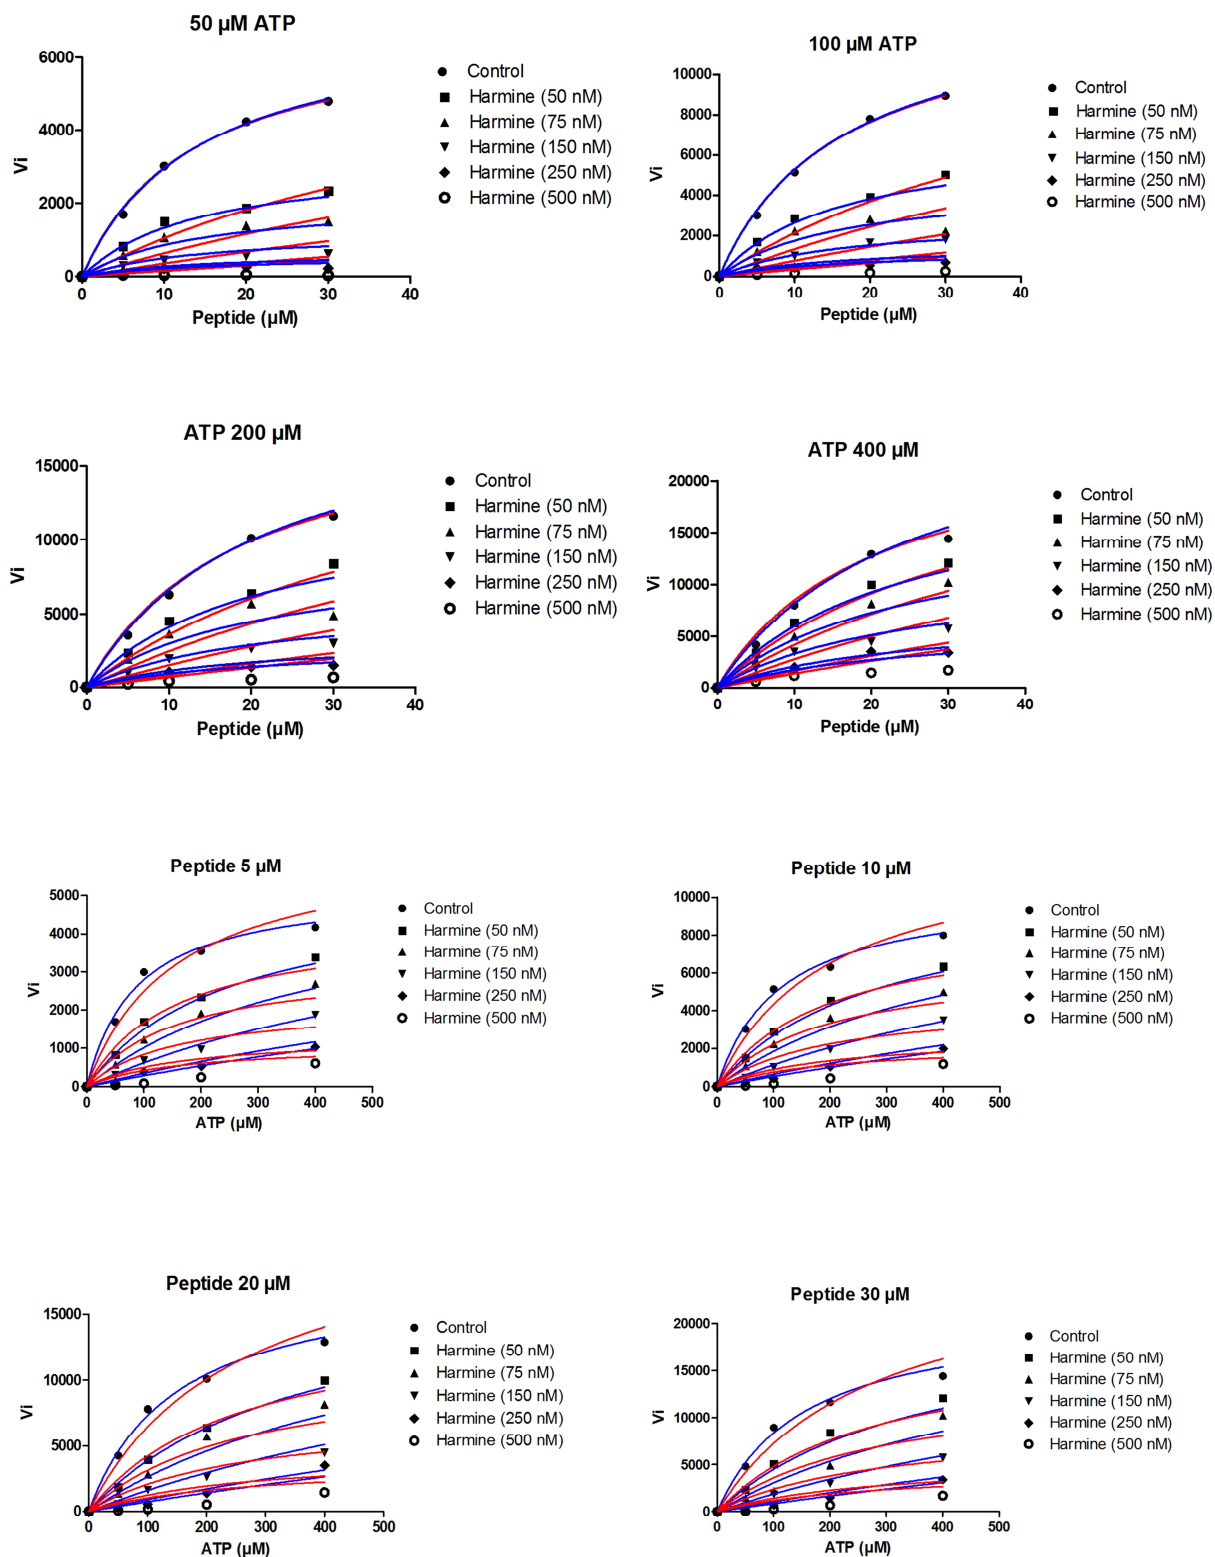 50 µM ATP
6000
4000
2000
0
Vi
0 10 20 30 40
Peptide (µM)
Control
Harmine (50 nM)
Harmine (75 nM)
Harmine (150 nM)
Harmine (250 nM)
Harmine (500 nM)
100 µM ATP
10000
8000
6000
4000
2000
0
Vi
0 10 20 30 40
Peptide (µM)
Control
Harmine (50 nM)
Harmine (75 nM)
Harmine (150 nM)
Harmine (250 nM)
Harmine (500 nM)
ATP 200 µM
15000
10000
5000
0
Vi
0 10 20 30 40
Peptide (µM)
Control
Harmine (50 nM)
Harmine (75 nM)
Harmine (150 nM)
Harmine (250 nM)
Harmine (500 nM)
ATP 400 µM
20000
15000
10000
5000
0
Vi
0 10 20 30 40
Peptide (µM)
Control
Harmine (50 nM)
Harmine (75 nM)
Harmine (150 nM)
Harmine (250 nM)
Harmine (500 nM)
Peptide 5 µM
5000
4000
3000
2000
1000
0
Vi
0 100 200 300 400 500
ATP (µM)
Control
Harmine (50 nM)
Harmine (75 nM)
Harmine (150 nM)
Harmine (250 nM)
Harmine (500 nM)
Peptide 10 µM
10000
8000
6000
4000
2000
0
Vi
0 100 200 300 400 500
ATP (µM)
Control
Harmine (50 nM)
Harmine (75 nM)
Harmine (150 nM)
Harmine (250 nM)
Harmine (500 nM)
Peptide 20 µM
15000
10000
5000
0
Vi
0 100 200 300 400 500
ATP (µM)
Control
Harmine (50 nM)
Harmine (75 nM)
Harmine (150 nM)
Harmine (250 nM)
Harmine (500 nM)
Peptide 30 µM
20000
15000
10000
5000
0
Vi
0 100 200 300 400 500
ATP (µM)
Control
Harmine (50 nM)
Harmine (75 nM)
Harmine (150 nM)
Harmine (250 nM)
Harmine (500 nM)